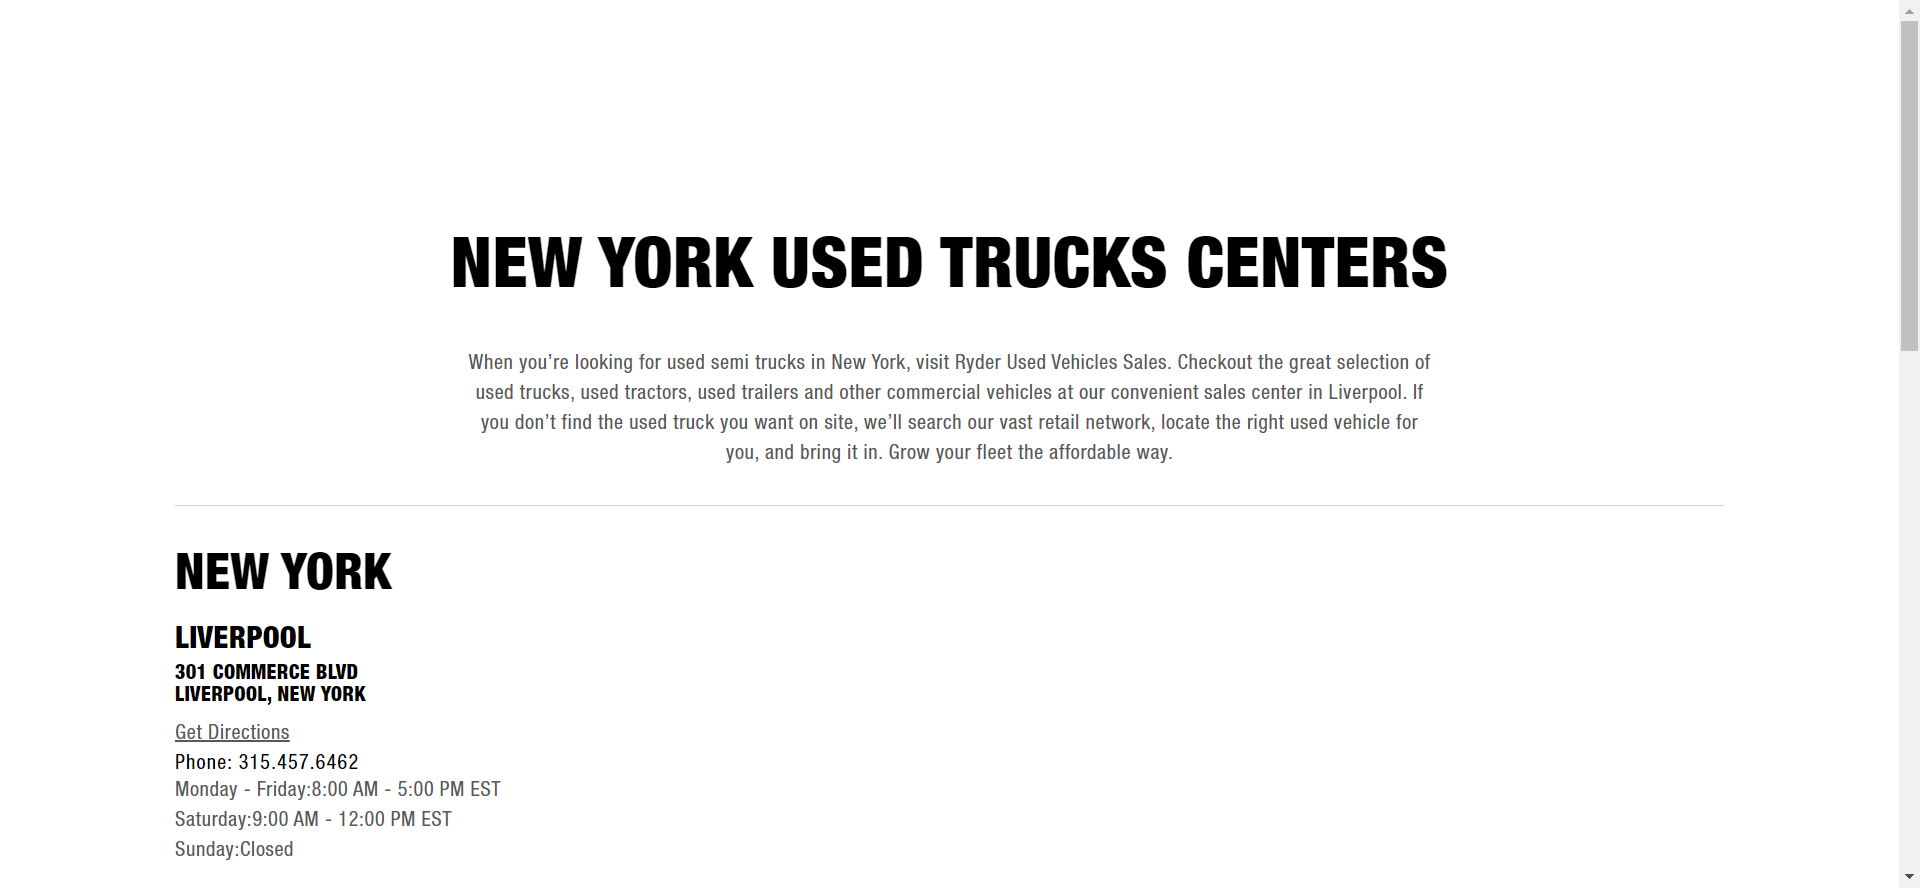 NEW YORK USED TRUCKS CENTERS
When you’re looking for used semi trucks in New York, visit Ryder Used Vehicles Sales. Checkout the great selection of
used trucks, used tractors, used trailers and other commercial vehicles at our convenient sales center in Liverpool. If
you don’t find the used truck you want on site, we’ll search our vast retail network, locate the right used vehicle for
you, and bring it in. Grow your fleet the affordable way.
NEW YORK
LIVERPOOL
301 COMMERCE BLVD
LIVERPOOL, NEW YORK
Get Directions
Phone: 315.457.6462
Monday - Friday:8:00 AM - 5:00 PM EST
Saturday:9:00 AM - 12:00 PM EST
Sunday:Closed